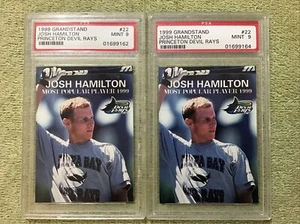 PSA
1999 GRANDSTAND #22
JOSH HAMILTON MINT 9
PRINCETON DEVIL RAYS 01699162
JOSH HAMILTON
MOST POPULAR PLAYER 1999
PSA
1999 GRANDSTAND #22
JOSH HAMILTON MINT 9
PRINCETON DEVIL RAYS 01699164
JOSH HAMILTON
MOST POPULAR PLAYER 1999